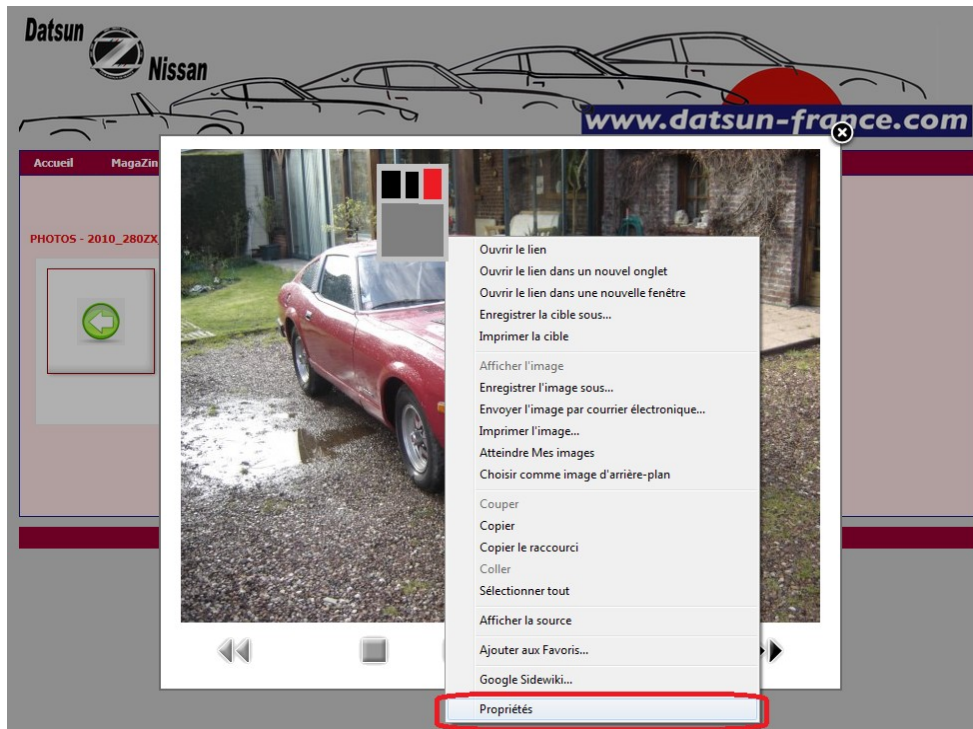 Datsun
Nissan
www.datsun-france.com
Accueil MagaZin
PHOTOS - 2010_280ZX
Ouvrir le lien
Ouvrir le lien dans un nouvel onglet
Ouvrir le lien dans une nouvelle fenêtre
Enregistrer la cible sous...
Imprimer la cible
Afficher l'image
Enregistrer l'image sous...
Envoyer l'image par courrier électronique...
Imprimer l'image...
Atteindre Mes images
Choisir comme image d'arrière-plan
Couper
Copier
Copier le raccourci
Coller
Sélectionner tout
Afficher la source
Ajouter aux Favoris...
Google Sidewiki...
Propriétés